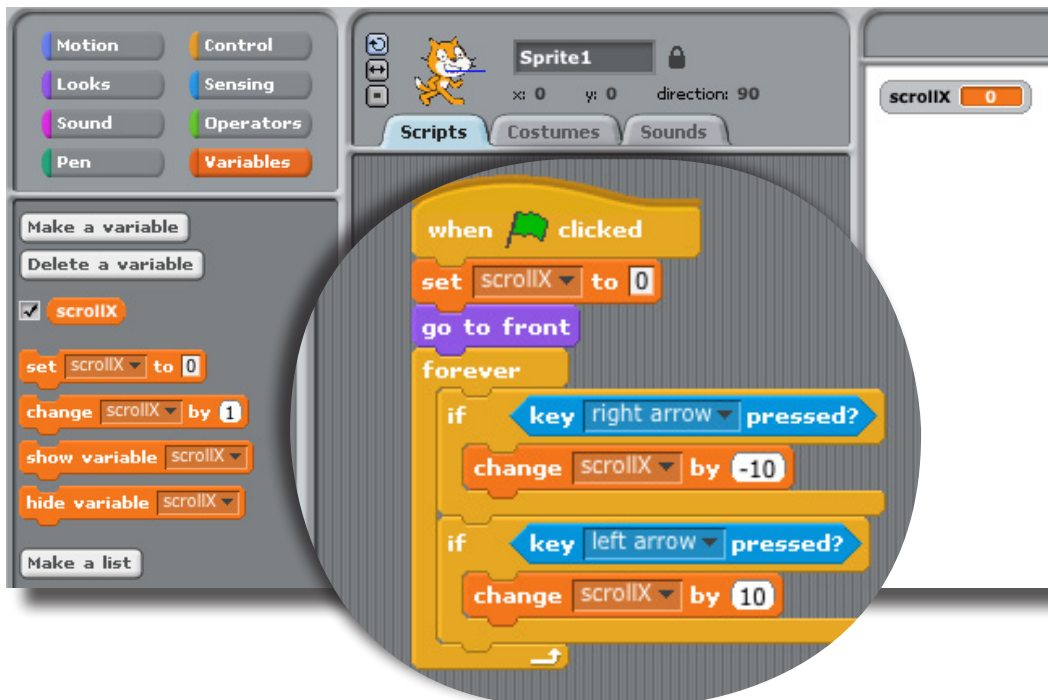 Motion
Control
Looks
Sensing
Sound
Operators
Pen
Variables
Make a variable
Delete a variable
scrollX
set scrollX to 0
change scrollX by 1
show variable scrollX
hide variable scrollX
Make a list
Sprite1
x: 0 y: 0 direction: 90
Scripts Costumes Sounds
when clicked
set scrollX to 0
go to front
forever
if key right arrow pressed?
change scrollX by -10
if key left arrow pressed?
change scrollX by 10
scrollX 0